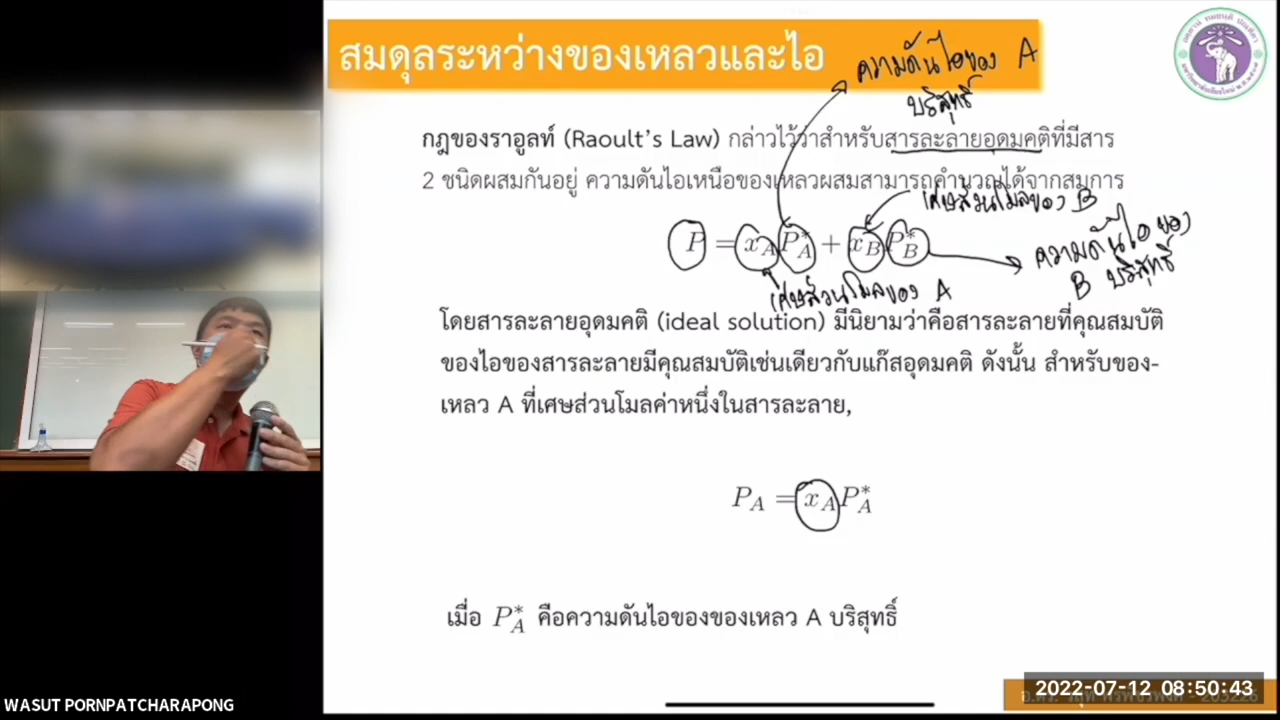 สมดุลระหว่างของเหลวและไอ
ความดันไอของ A
บริสุทธิ์
กฎของราอูลท์ (Raoult's Law) กล่าวไว้ว่าสำหรับสารละลายอุดมคติที่มีสาร
2 ชนิดผสมกันอยู่ ความดันไอเหนือของเหลวผสมสามารถคำนวณได้จากสมการ
เศษส่วนโมลของ B
P = x_A P_A^* + x_B P_B^*
ความดันไอของ
B บริสุทธิ์
เศษส่วนโมลของ A
โดยสารละลายอุดมคติ (ideal solution) มีนิยามว่าคือสารละลายที่คุณสมบัติ
ของไอของสารละลายมีคุณสมบัติเช่นเดียวกับแก๊สอุดมคติ ดังนั้น สำหรับของ-
เหลว A ที่เศษส่วนโมลค่าหนึ่งในสารละลาย,
P_A = x_A P_A^*
เมื่อ P_A^* คือความดันไอของของเหลว A บริสุทธิ์
2022-07-12 08:50:43
WASUT PORNPATCHARAPONG